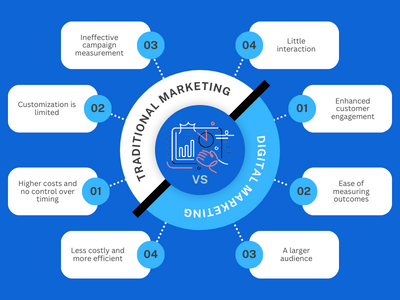 TRADITIONAL MARKETING
VS
DIGITAL MARKETING
01
Higher costs and
no control over
timing
02
Customization is
limited
03
Ineffective
campaign
measurement
04
Little
interaction
01
Enhanced
customer
engagement
02
Ease of
measuring
outcomes
03
A larger
audience
04
Less costly and
more efficient